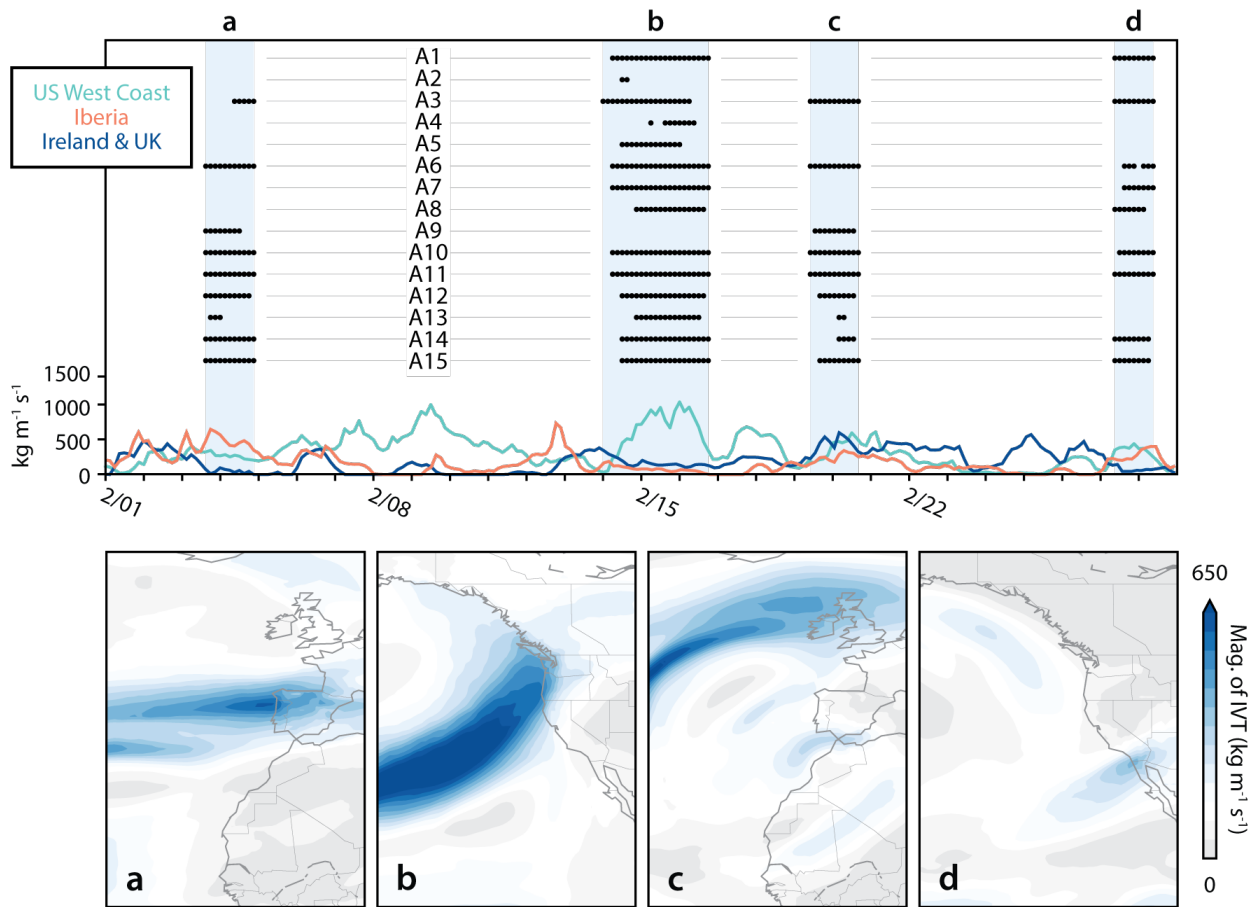 a b c d
US West Coast
Iberia
Ireland & UK
A1
A2
A3
A4
A5
A6
A7
A8
A9
A10
A11
A12
A13
A14
A15
1500
1000
500
0
kg m⁻¹ s⁻¹
2/01 2/08 2/15 2/22
a b c d
650
Mag. of IVT (kg m⁻¹ s⁻¹)
0